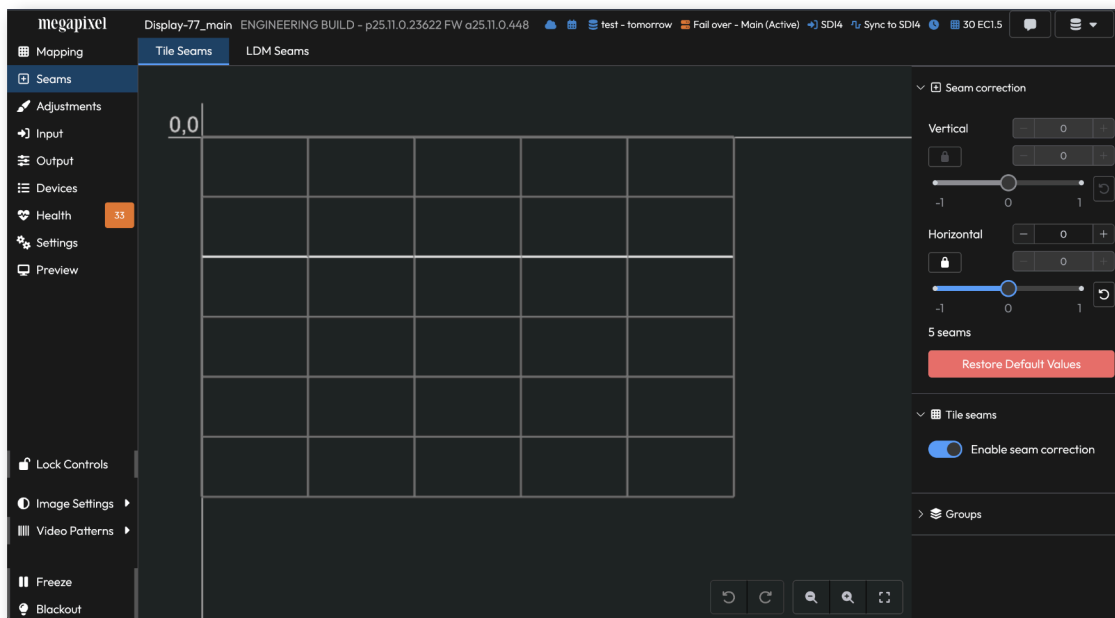 megapixel
Display-77_main ENGINEERING BUILD - p25.11.0.23622 FW a25.11.0.448 test - tomorrow Fail over - Main (Active) SDI4 Sync to SDI4 30 EC1.5
Mapping
Seams
Adjustments
Input
Output
Devices
Health 33
Settings
Preview
Lock Controls
Image Settings
Video Patterns
Freeze
Blackout
Tile Seams LDM Seams
0,0
Seam correction
Vertical − 0 +
− 0 +
-1 0 1
Horizontal − 0 +
− 0 +
-1 0 1
5 seams
Restore Default Values
Tile seams
Enable seam correction
Groups